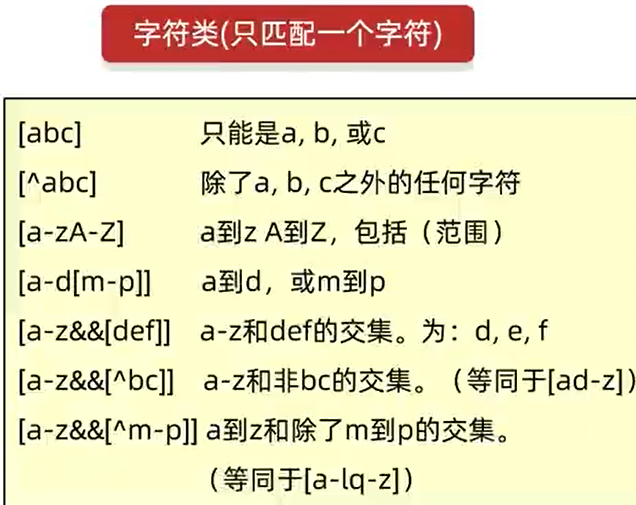 字符类(只匹配一个字符)
[abc] 只能是a, b, 或c
[^abc] 除了a, b, c之外的任何字符
[a-zA-Z] a到z A到Z，包括（范围）
[a-d[m-p]] a到d，或m到p
[a-z&&[def]] a-z和def的交集。为：d, e, f
[a-z&&[^bc]] a-z和非bc的交集。（等同于[ad-z]）
[a-z&&[^m-p]] a到z和除了m到p的交集。
（等同于[a-lq-z]）